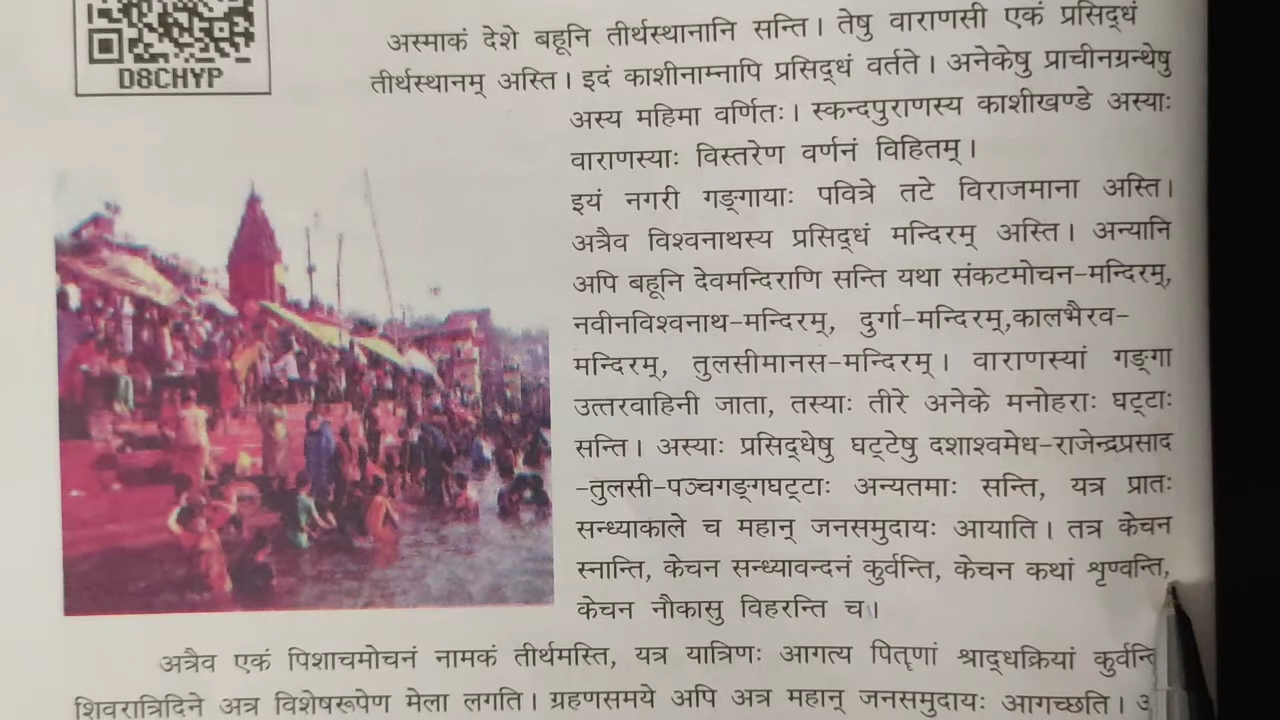 D8CHYP
अस्माकं देशे बहूनि तीर्थस्थानानि सन्ति। तेषु वाराणसी एकं प्रसिद्धं
तीर्थस्थानम् अस्ति। इदं काशीनाम्नापि प्रसिद्धं वर्तते। अनेकेषु प्राचीनग्रन्थेषु
अस्य महिमा वर्णितः। स्कन्दपुराणस्य काशीखण्डे अस्याः
वाराणस्याः विस्तरेण वर्णनं विहितम्।
इयं नगरी गङ्गायाः पवित्रे तटे विराजमाना अस्ति।
अत्रैव विश्वनाथस्य प्रसिद्धं मन्दिरम् अस्ति। अन्यानि
अपि बहूनि देवमन्दिराणि सन्ति यथा संकटमोचन-मन्दिरम्,
नवीनविश्वनाथ-मन्दिरम्, दुर्गा-मन्दिरम्,कालभैरव-
मन्दिरम्, तुलसीमानस-मन्दिरम्। वाराणस्यां गङ्गा
उत्तरवाहिनी जाता, तस्याः तीरे अनेके मनोहराः घट्टाः
सन्ति। अस्याः प्रसिद्धेषु घट्टेषु दशाश्वमेध-राजेन्द्रप्रसाद
-तुलसी-पञ्चगङ्गघट्टाः अन्यतमाः सन्ति, यत्र प्रातः
सन्ध्याकाले च महान् जनसमुदायः आयाति। तत्र केचन
स्नान्ति, केचन सन्ध्यावन्दनं कुर्वन्ति, केचन कथां शृण्वन्ति,
केचन नौकासु विहरन्ति च।
अत्रैव एकं पिशाचमोचनं नामकं तीर्थमस्ति, यत्र यात्रिणः आगत्य पितॄणां श्राद्धक्रियां कुर्वन्ति
शिवरात्रिदिने अत्र विशेषरूपेण मेला लगति। ग्रहणसमये अपि अत्र महान् जनसमुदायः आगच्छति।